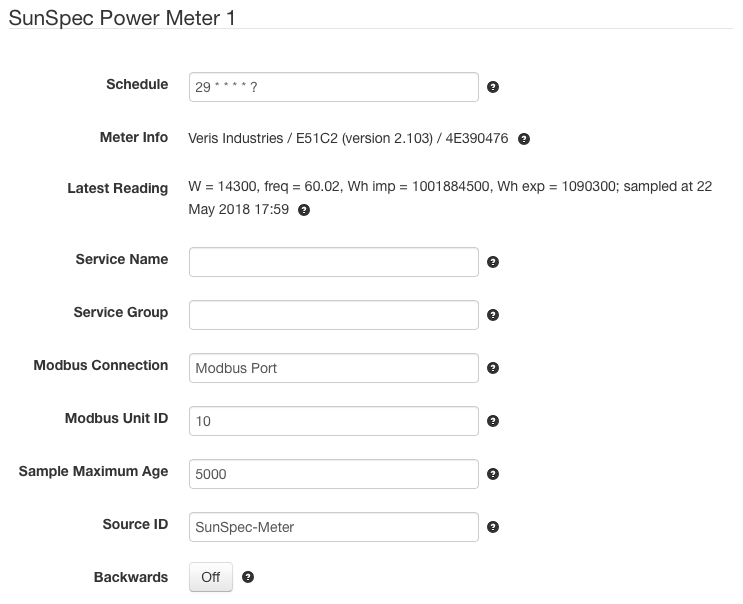 SunSpec Power Meter 1
Schedule 29 * * * * ?
Meter Info Veris Industries / E51C2 (version 2.103) / 4E390476
Latest Reading W = 14300, freq = 60.02, Wh imp = 1001884500, Wh exp = 1090300; sampled at 22
May 2018 17:59
Service Name
Service Group
Modbus Connection Modbus Port
Modbus Unit ID 10
Sample Maximum Age 5000
Source ID SunSpec-Meter
Backwards Off